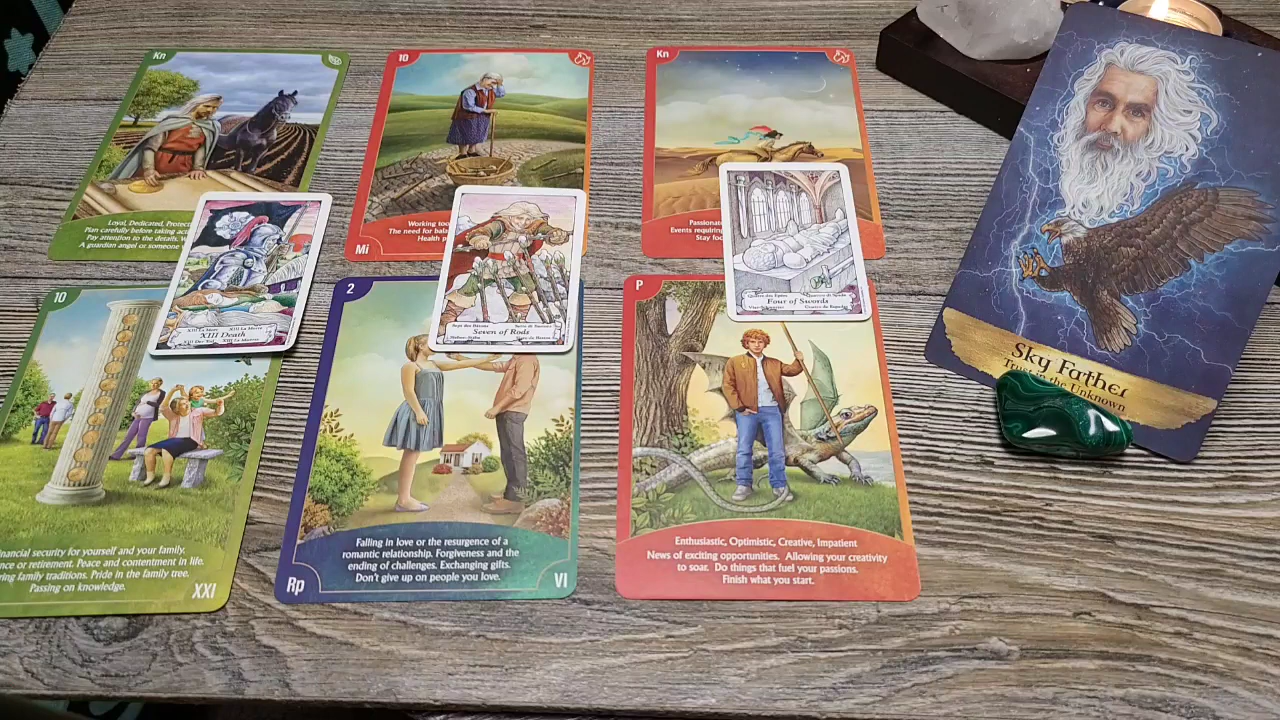 Kn
Loyal, Dedicated, Protect
Plan carefully before taking act
Pay attention to the details. W
A guardian angel or someone
10
Working too
The need for bala
Health p
Mi
Kn
Passionat
Events requiring
Stay foc
XIII Death
Seven of Rods
Four of Swords
Sky Father
Trust in the Unknown
10
inancial security for yourself and your family.
nce or retirement. Peace and contentment in life.
ring family traditions. Pride in the family tree.
Passing on knowledge.
XXI
2
Falling in love or the resurgence of a
romantic relationship. Forgiveness and the
ending of challenges. Exchanging gifts.
Don't give up on people you love.
Rp
VI
P
Enthusiastic, Optimistic, Creative, Impatient
News of exciting opportunities. Allowing your creativity
to soar. Do things that fuel your passions.
Finish what you start.